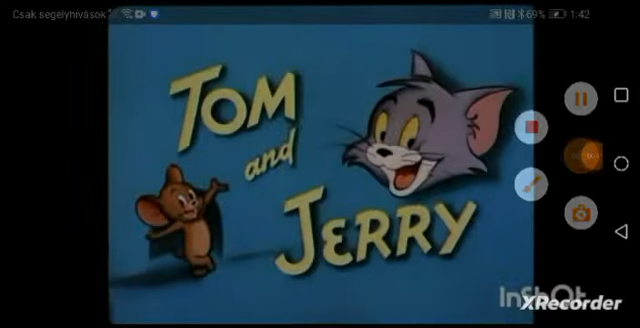 Csak segélyhívások
69% 1:42
TOM
and
JERRY
InShOt
XRecorder